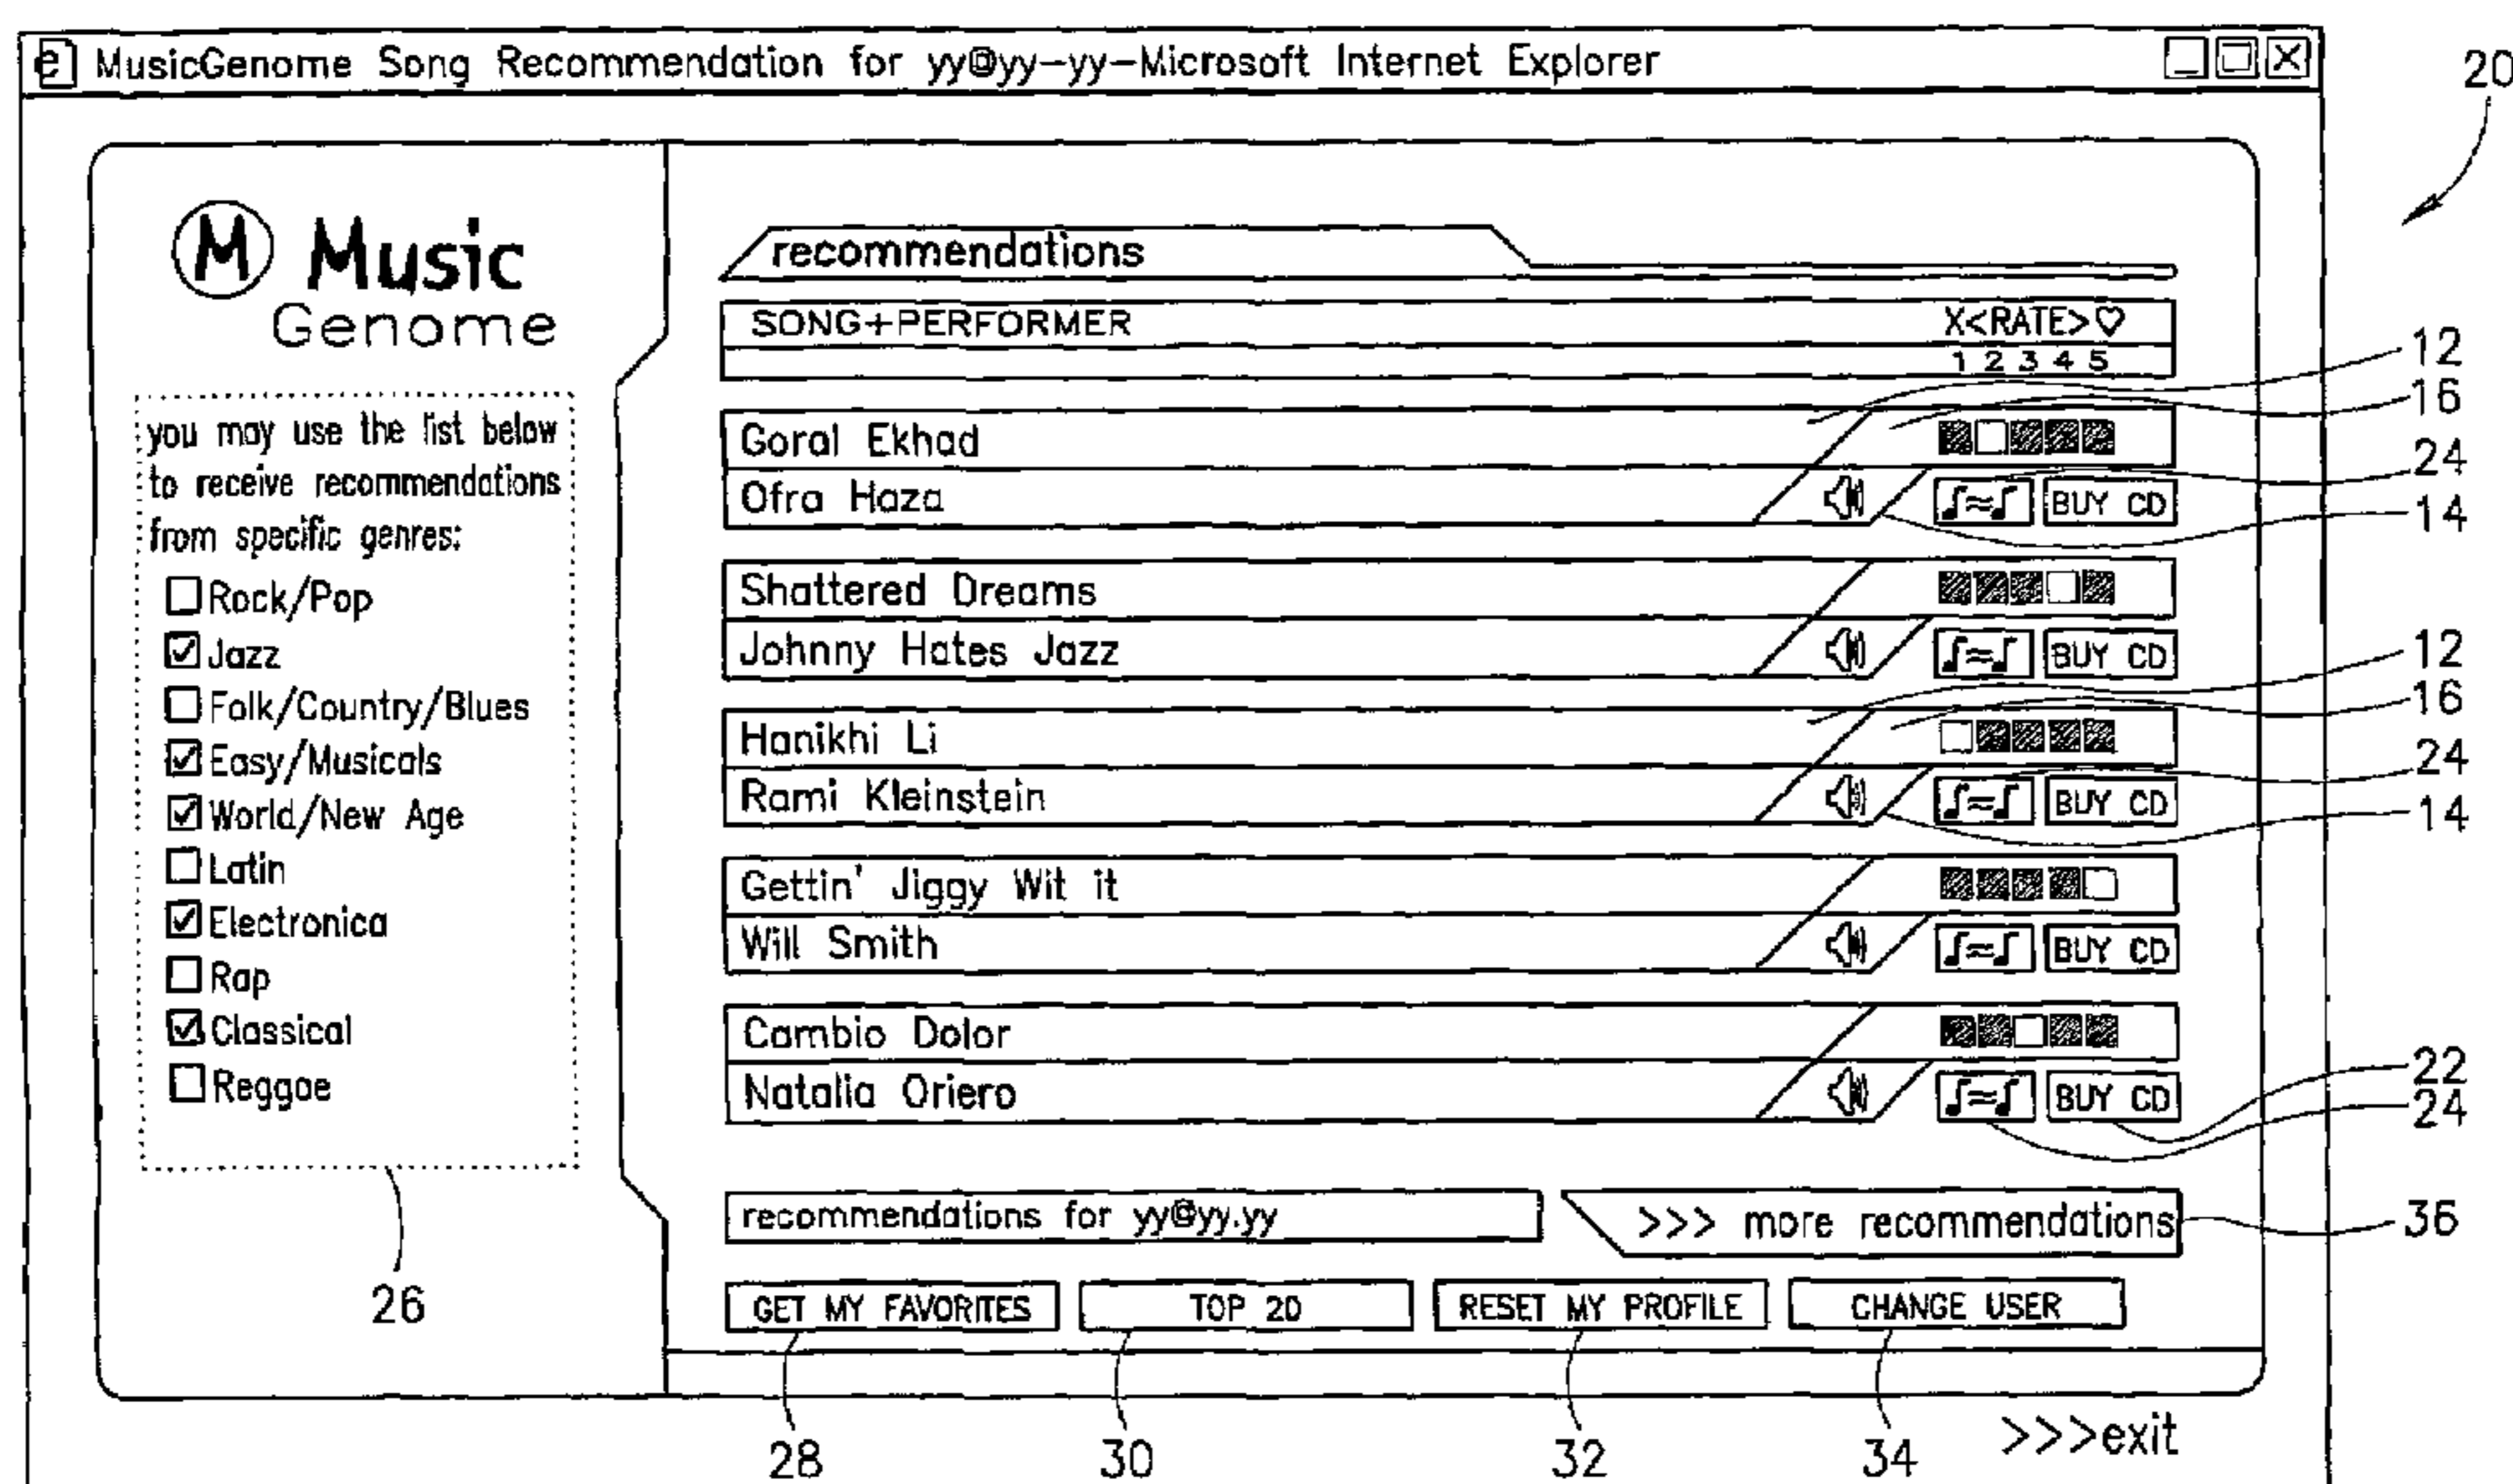 MusicGenome Song Recommendation for yy@yy-yy-Microsoft Internet Explorer
20
M Music
Genome
you may use the list below
to receive recommendations
from specific genres:
Rock/Pop
Jazz
Folk/Country/Blues
Easy/Musicals
World/New Age
Latin
Electronica
Rap
Classical
Reggae
26
recommendations
SONG+PERFORMER X<RATE>♡
1 2 3 4 5
12
16
Goral Ekhad
24
Ofra Haza BUY CD
14
Shattered Dreams
Johnny Hates Jazz BUY CD
12
16
Hanikhi Li
24
Rami Kleinstein BUY CD
14
Gettin' Jiggy Wit it
Will Smith BUY CD
Cambio Dolor
22
Natalia Oriero BUY CD
24
recommendations for yy@yy.yy
>>> more recommendations
36
GET MY FAVORITES TOP 20 RESET MY PROFILE CHANGE USER
28 30 32 34
>>>exit